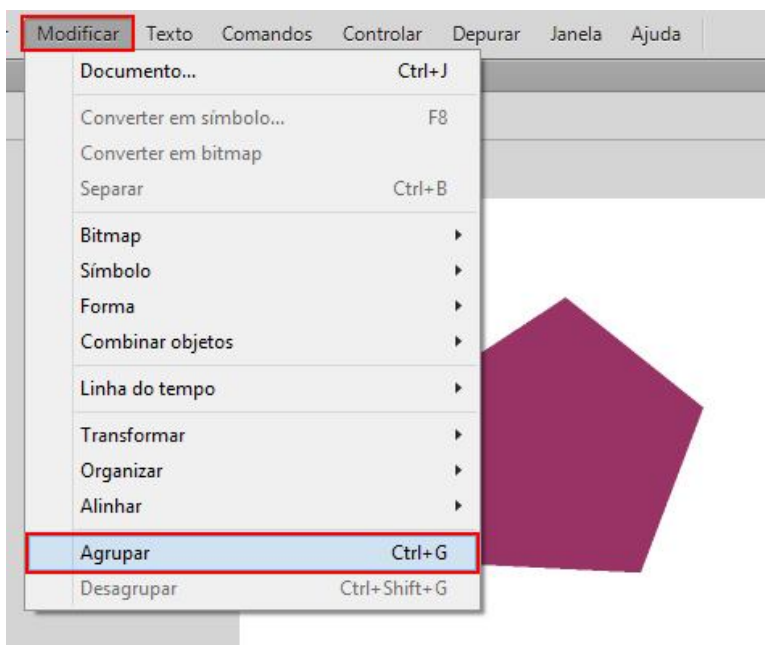 Modificar Texto Comandos Controlar Depurar Janela Ajuda
Documento... Ctrl+J
Converter em símbolo... F8
Converter em bitmap
Separar Ctrl+B
Bitmap
Símbolo
Forma
Combinar objetos
Linha do tempo
Transformar
Organizar
Alinhar
Agrupar Ctrl+G
Desagrupar Ctrl+Shift+G